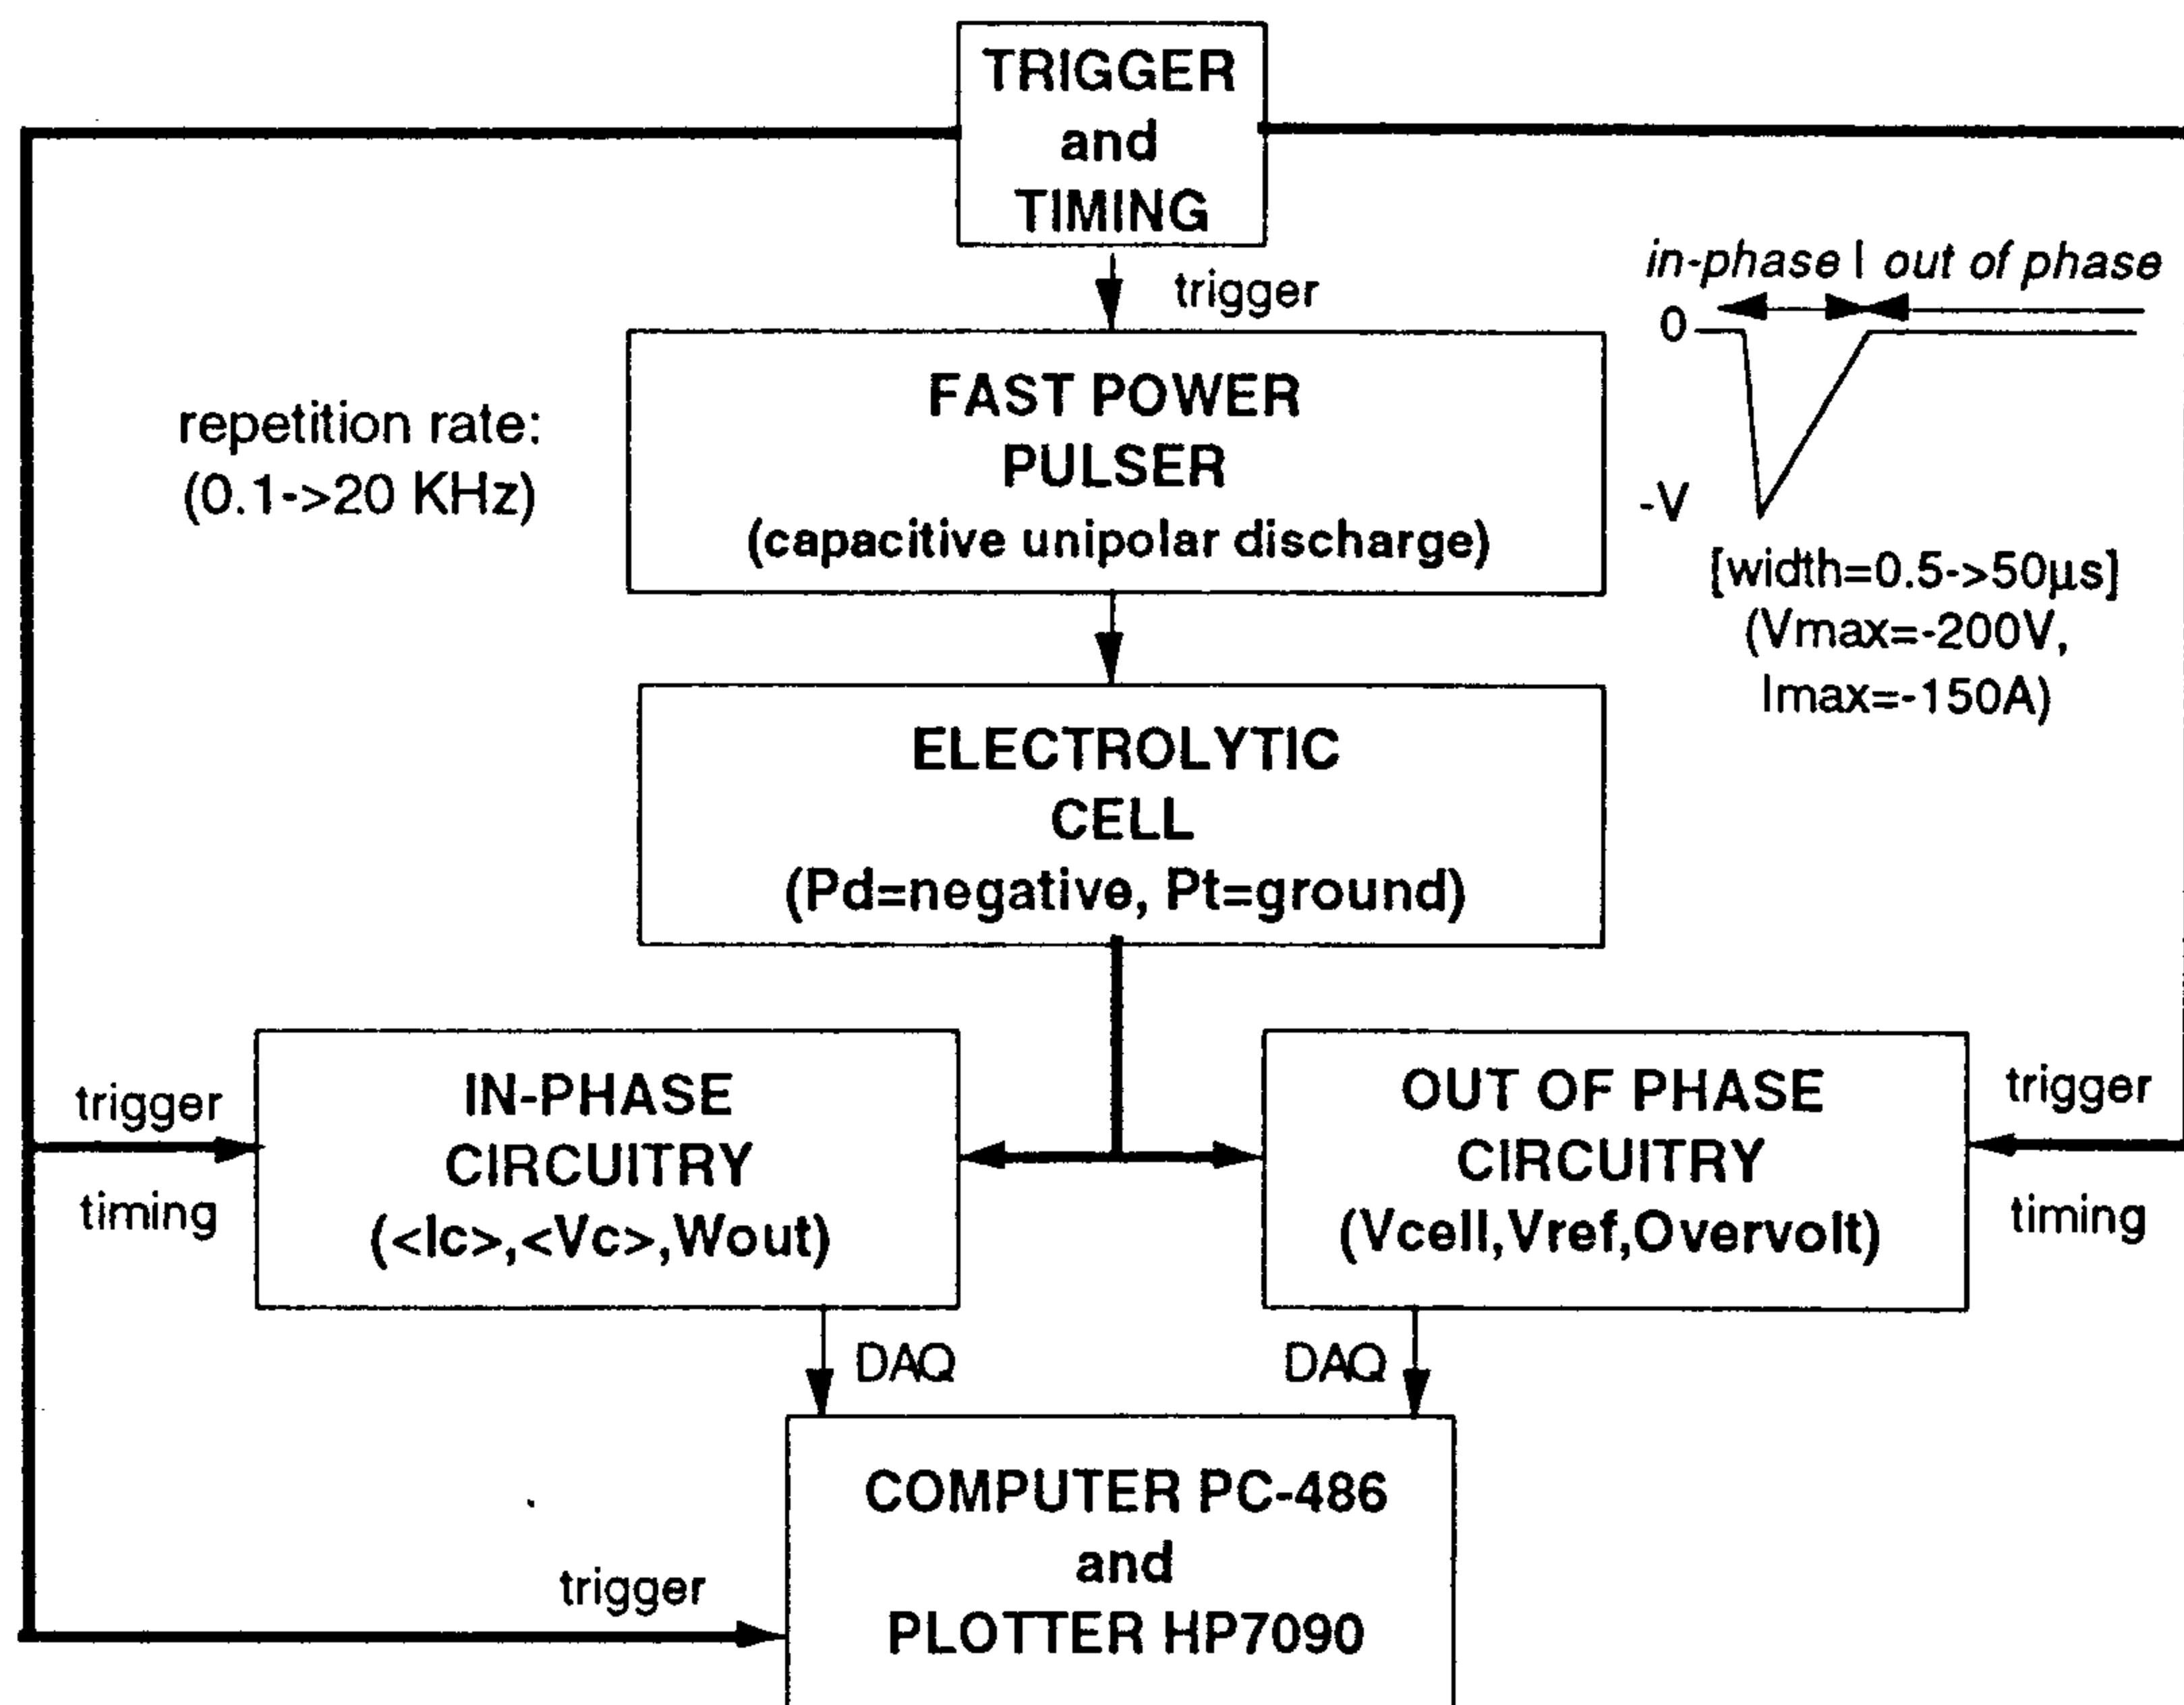 TRIGGER
and
TIMING
trigger
in-phase | out of phase
0
-V
[width=0.5->50µs]
(Vmax=-200V,
Imax=-150A)
repetition rate:
(0.1->20 KHz)
FAST POWER
PULSER
(capacitive unipolar discharge)
ELECTROLYTIC
CELL
(Pd=negative, Pt=ground)
trigger
timing
IN-PHASE
CIRCUITRY
(<Ic>,<Vc>,Wout)
OUT OF PHASE
CIRCUITRY
(Vcell,Vref,Overvolt)
trigger
timing
DAQ
DAQ
trigger
COMPUTER PC-486
and
PLOTTER HP7090